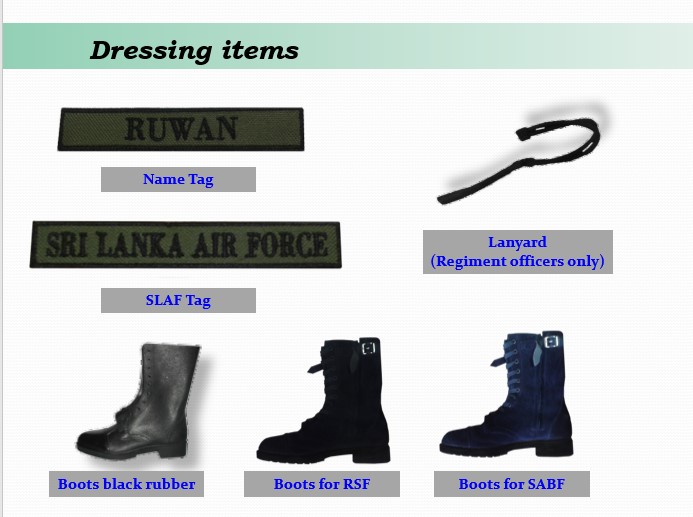 Dressing items
RUWAN
Name Tag
Lanyard
(Regiment officers only)
SRI LANKA AIR FORCE
SLAF Tag
Boots black rubber
Boots for RSF
Boots for SABF